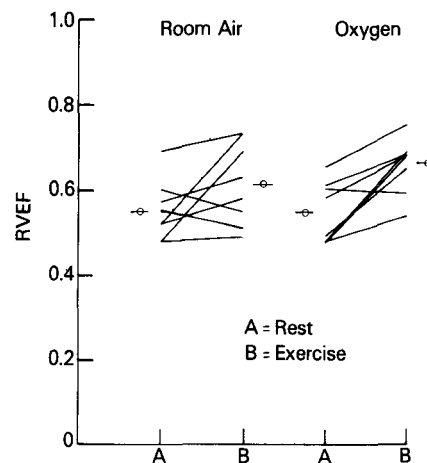 Room Air Oxygen
1.0
0.8
0.6
0.4
0.2
0
RVEF
A = Rest
B = Exercise
A B A B